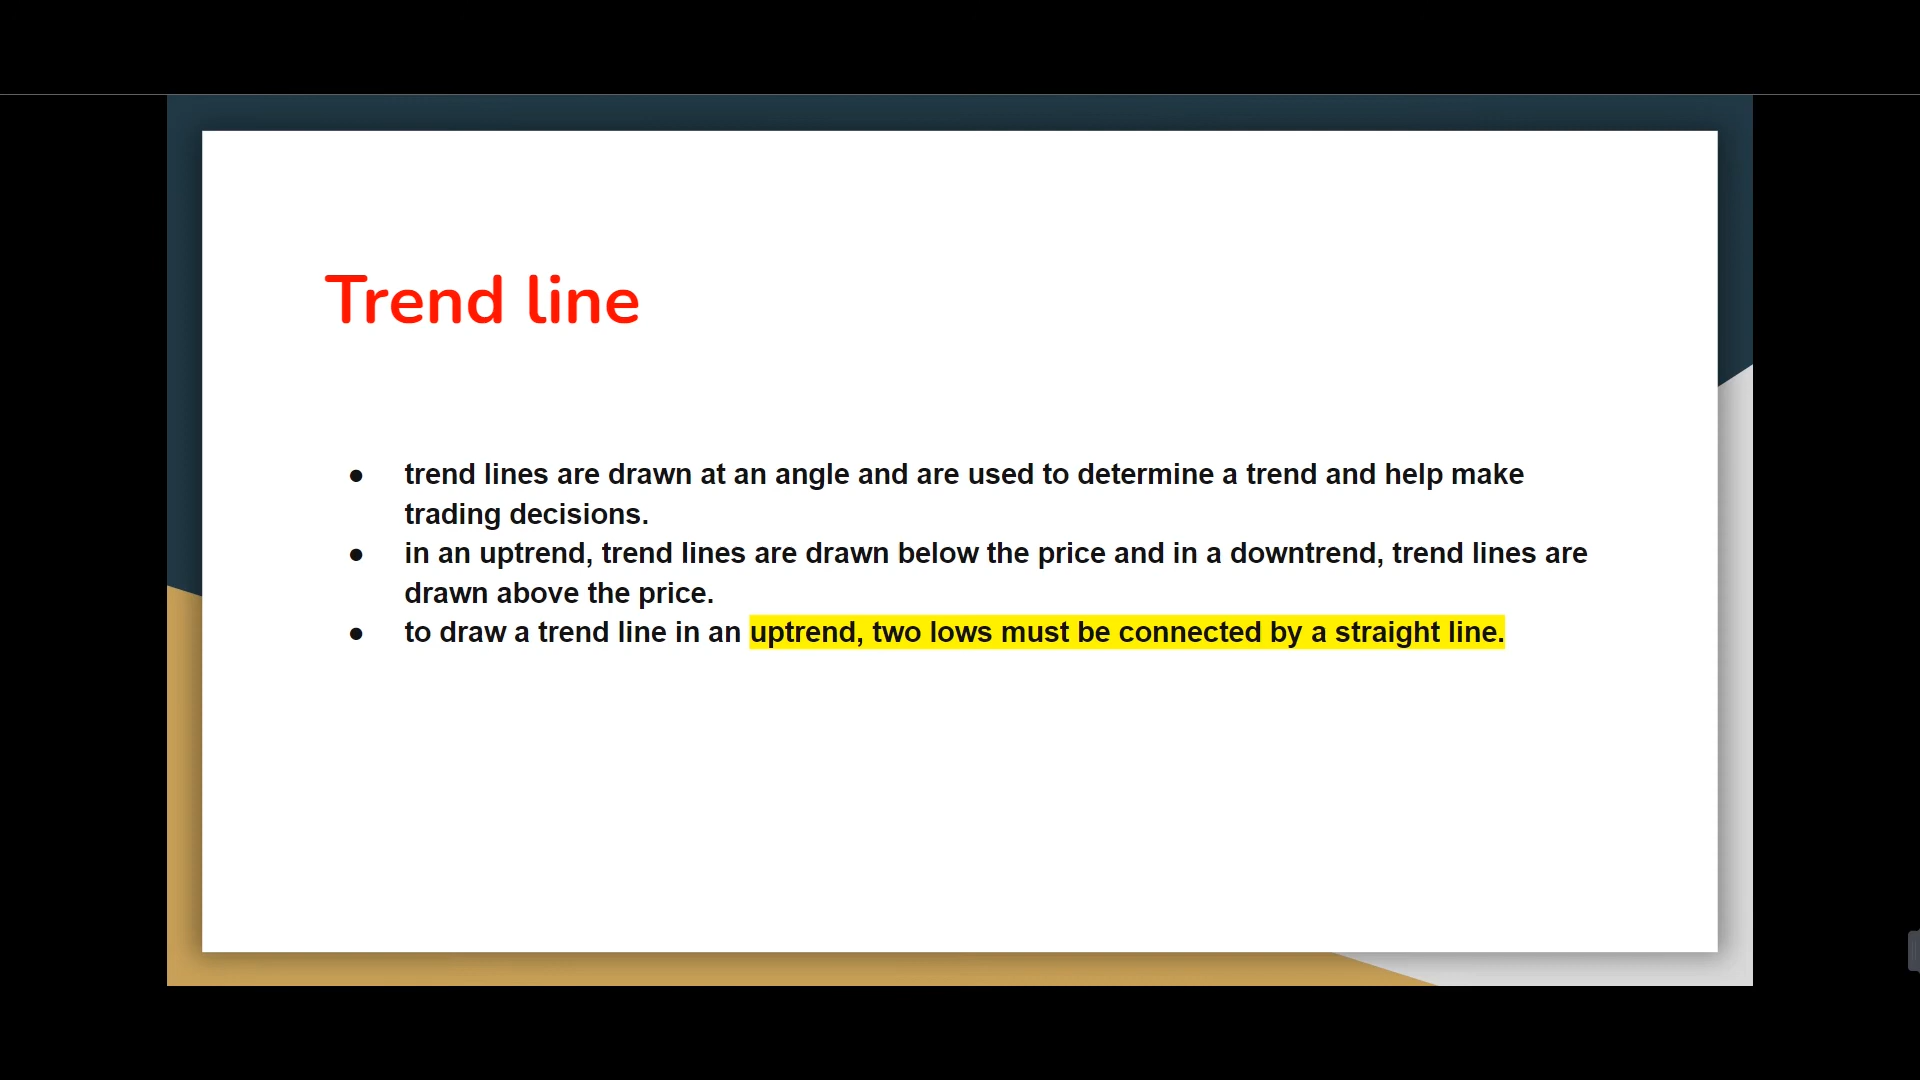 Trend line
● trend lines are drawn at an angle and are used to determine a trend and help make
trading decisions.
● in an uptrend, trend lines are drawn below the price and in a downtrend, trend lines are
drawn above the price.
● to draw a trend line in an uptrend, two lows must be connected by a straight line.